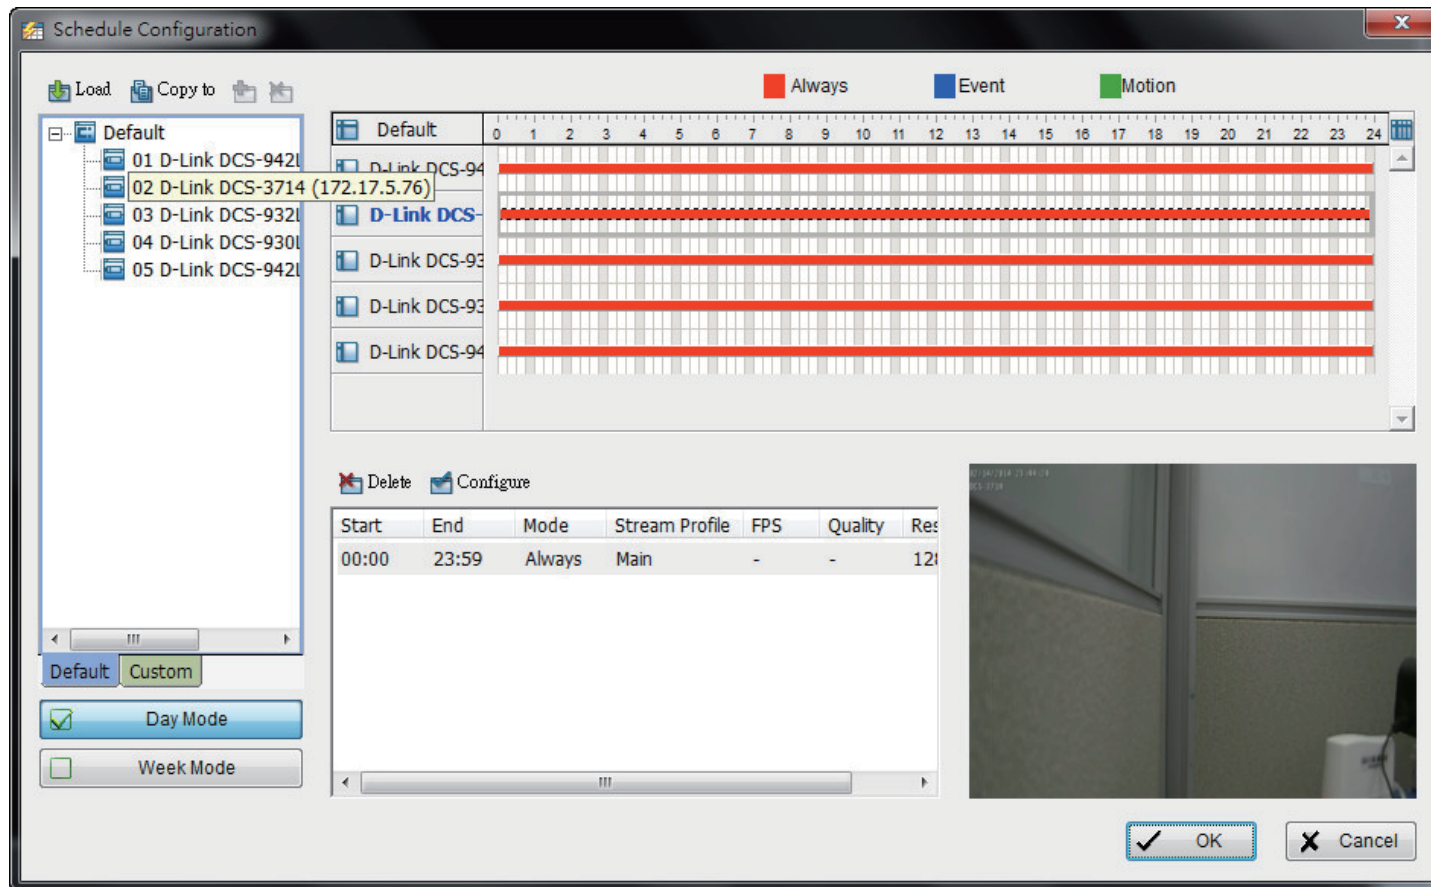 Schedule Configuration
Load Copy to
Always Event Motion
Default
01 D-Link DCS-942L
02 D-Link DCS-3714 (172.17.5.76)
03 D-Link DCS-932L
04 D-Link DCS-930L
05 D-Link DCS-942L
Default 0 1 2 3 4 5 6 7 8 9 10 11 12 13 14 15 16 17 18 19 20 21 22 23 24
D-Link DCS-94
D-Link DCS-
D-Link DCS-93
D-Link DCS-93
D-Link DCS-94
Default Custom
Day Mode
Week Mode
Delete Configure
Start End Mode Stream Profile FPS Quality Res
00:00 23:59 Always Main - - 128
DCS-3714
OK Cancel